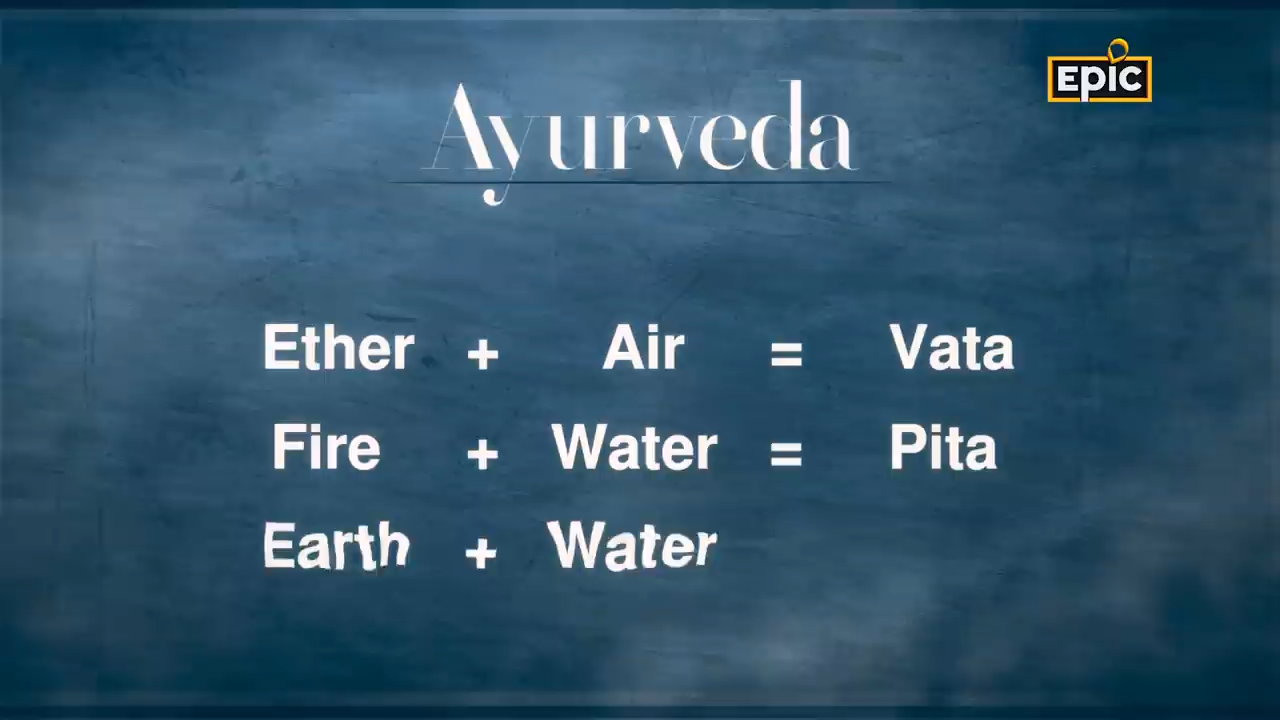 EPIC
Ayurveda
Ether + Air = Vata
Fire + Water = Pita
Earth + Water